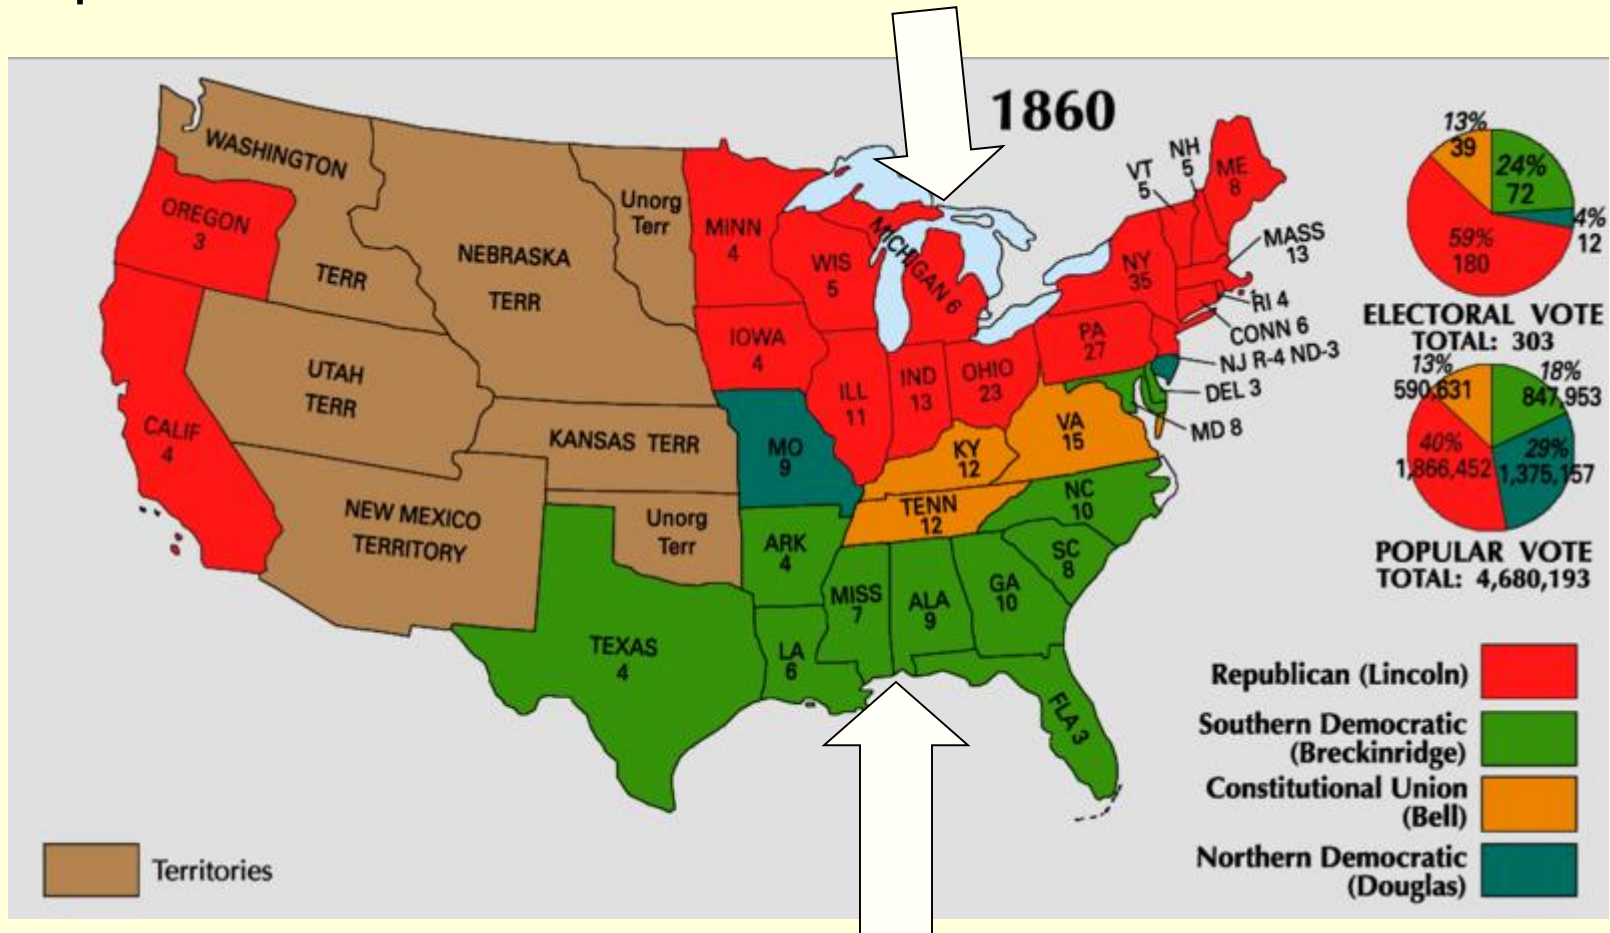 1860
WASHINGTON
TERR
OREGON
3
NEBRASKA
TERR
Unorg
Terr
MINN
4
WIS
5
MICHIGAN 6
VT
5
NH
5
ME
8
MASS
13
NY
35
RI 4
CONN 6
NJ R-4 ND-3
DEL 3
MD 8
PA
27
IOWA
4
ILL
11
IND
13
OHIO
23
UTAH
TERR
CALIF
4
KANSAS TERR
MO
9
KY
12
VA
15
NEW MEXICO
TERRITORY
Unorg
Terr
TENN
12
NC
10
ARK
4
SC
8
MISS
7
ALA
9
GA
10
TEXAS
4
LA
6
FLA 3
13%
39
24%
72
4%
12
59%
180
ELECTORAL VOTE
TOTAL: 303
13%
590,631
18%
847,953
40%
1,866,452
29%
1,375,157
POPULAR VOTE
TOTAL: 4,680,193
Republican (Lincoln)
Southern Democratic
(Breckinridge)
Constitutional Union
(Bell)
Northern Democratic
(Douglas)
Territories